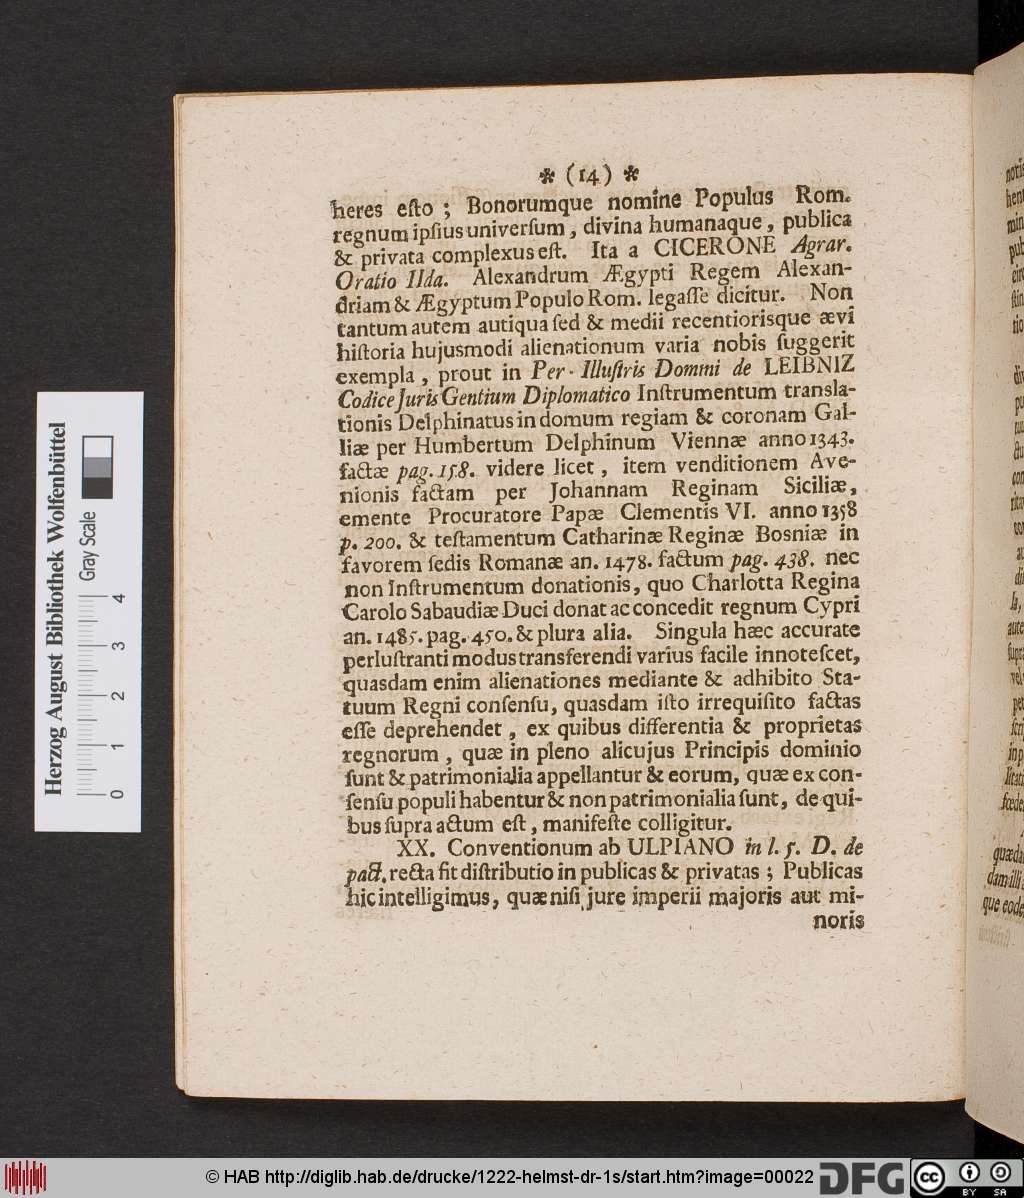 * (14) *
heres eſto ; Bonorumque nomine Populus Rom.
regnum ipſius univerſum, divina humanaque, publica
& privata complexus eſt. Ita a CICERONE Agrar.
Oratio IIda. Alexandrum Ægypti Regem Alexan-
driam & Ægyptum Populo Rom. legaſſe dicitur. Non
tantum autem antiqua ſed & medii recentiorisque ævi
hiſtoria hujusmodi alienationum varia nobis ſuggerit
exempla, prout in Per-Illuſtris Domini de LEIBNIZ
Codice Juris Gentium Diplomatico Inſtrumentum transla-
tionis Delphinatus in domum regiam & coronam Gal-
liæ per Humbertum Delphinum Viennæ anno 1343.
factæ pag. 158. videre licet, item venditionem Ave-
nionis factam per Johannam Reginam Siciliæ,
emente Procuratore Papæ Clementis VI. anno 1358
p. 200. & teſtamentum Catharinæ Reginæ Bosniæ in
favorem ſedis Romanæ an. 1478. factum pag. 438. nec
non Inſtrumentum donationis, quo Charlotta Regina
Carolo Sabaudiæ Duci donat ac concedit regnum Cypri
an. 1485. pag. 450. & plura alia. Singula hæc accurate
perluſtranti modus transferendi varius facile innoteſcet,
quasdam enim alienationes mediante & adhibito Sta-
tuum Regni conſenſu, quasdam iſto irrequiſito factas
eſſe deprehendet, ex quibus differentia & proprietas
regnorum, quæ in pleno alicujus Principis dominio
ſunt & patrimonialia appellantur & eorum, quæ ex con-
ſenſu populi habentur & non patrimonialia ſunt, de qui-
bus ſupra actum eſt, manifeſte colligitur.
XX. Conventionum ab ULPIANO in l. 5. D. de
pact. recta fit diſtributio in publicas & privatas ; Publicas
hic intelligimus, quæ niſi jure imperii majoris aut mi-
noris
Herzog August Bibliothek Wolfenbüttel
Gray Scale
0 1 2 3 4
© HAB http://diglib.hab.de/drucke/1222-helmst-dr-1s/start.htm?image=00022
DFG
cc BY SA